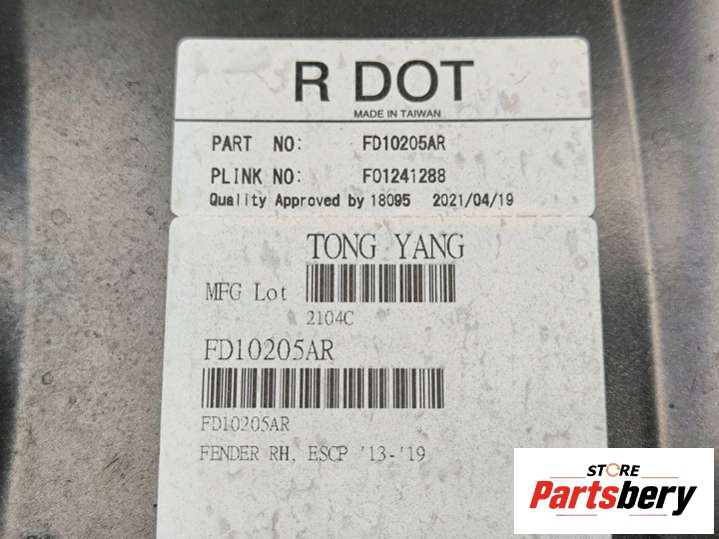 R DOT
MADE IN TAIWAN
PART NO: FD10205AR
PLINK NO: F01241288
Quality Approved by 18095 2021/04/19
TONG YANG
MFG Lot
2104C
FD10205AR
FD10205AR
FENDER RH, ESCP '13-'19
STORE
Partsbery